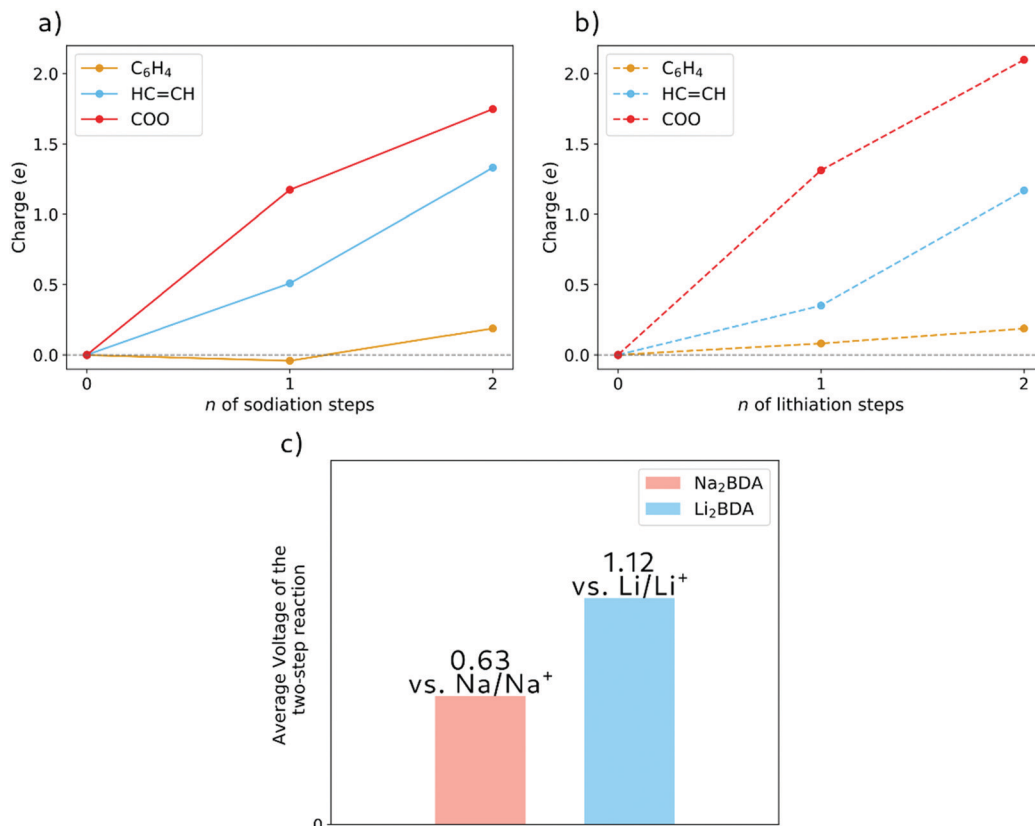 a)
C₆H₄
HC=CH
COO
2.0
1.5
1.0
0.5
0.0
Charge (e)
0
1
2
n of sodiation steps
b)
C₆H₄
HC=CH
COO
2.0
1.5
1.0
0.5
0.0
Charge (e)
0
1
2
n of lithiation steps
c)
Na₂BDA
Li₂BDA
Average Voltage of the
two-step reaction
1.12
vs. Li/Li⁺
0.63
vs. Na/Na⁺
0